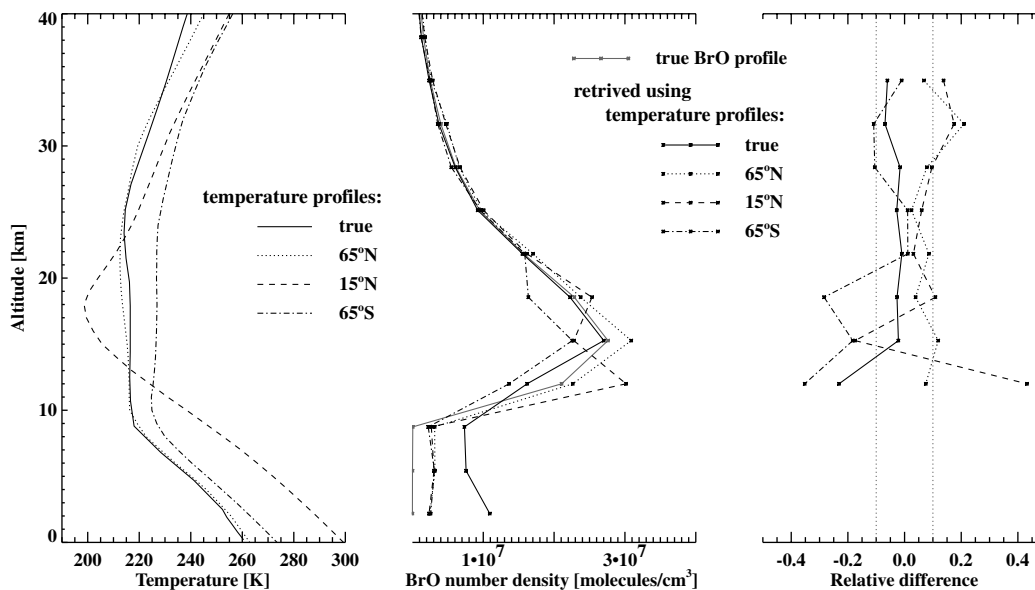 40
30
20
10
0
Altitude [km]
temperature profiles:
true
65°N
15°N
65°S
200 220 240 260 280 300
Temperature [K]
true BrO profile
retrived using
temperature profiles:
true
65°N
15°N
65°S
1*10⁷ 3*10⁷
BrO number density [molecules/cm³]
-0.4 -0.2 0.0 0.2 0.4
Relative difference